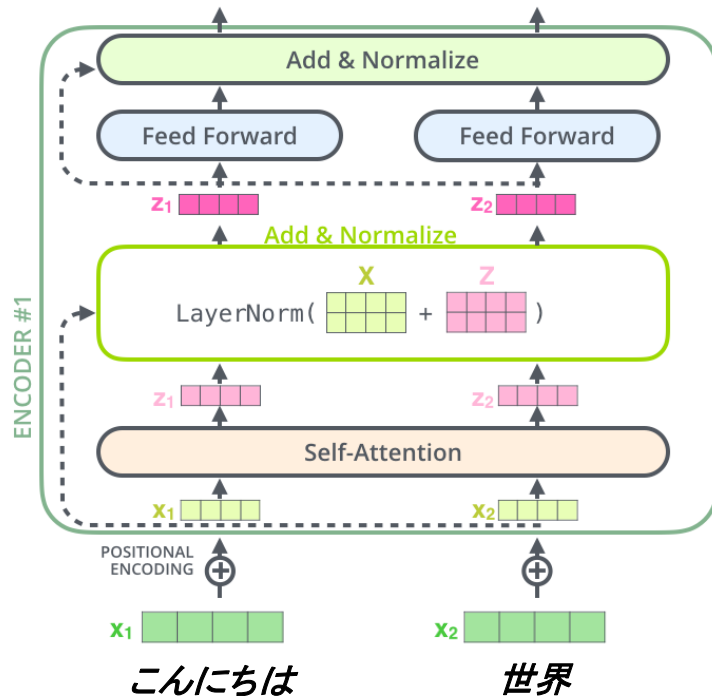 Add & Normalize
Feed Forward Feed Forward
z1 z2
Add & Normalize
X Z
LayerNorm( + )
ENCODER #1
z1 z2
Self-Attention
x1 x2
POSITIONAL
ENCODING
x1 x2
こんにちは 世界